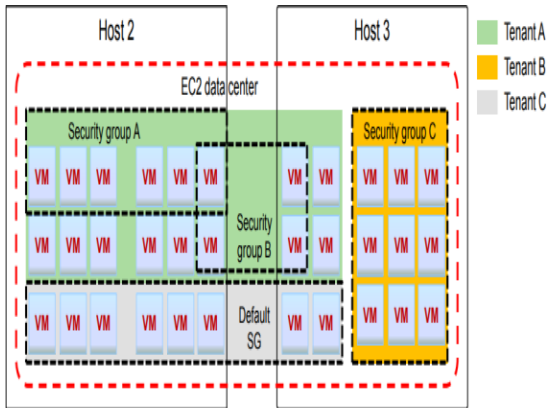 Host 2
Host 3
Tenant A
Tenant B
Tenant C
EC2 data center
Security group A
Security group C
VM VM VM VM VM VM VM VM VM VM VM VM
Security
group B
VM VM VM VM VM VM VM VM VM VM VM VM
Default
SG
VM VM VM VM VM VM VM VM VM VM VM VM